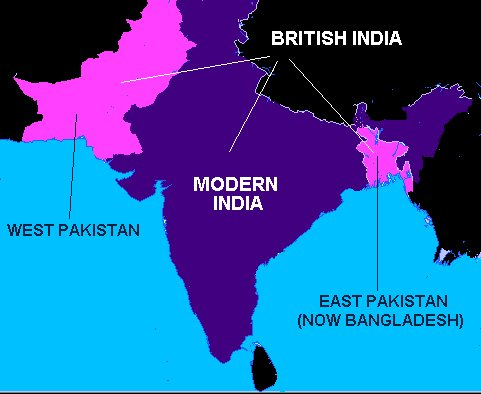 BRITISH INDIA
MODERN
INDIA
WEST PAKISTAN
EAST PAKISTAN
(NOW BANGLADESH)